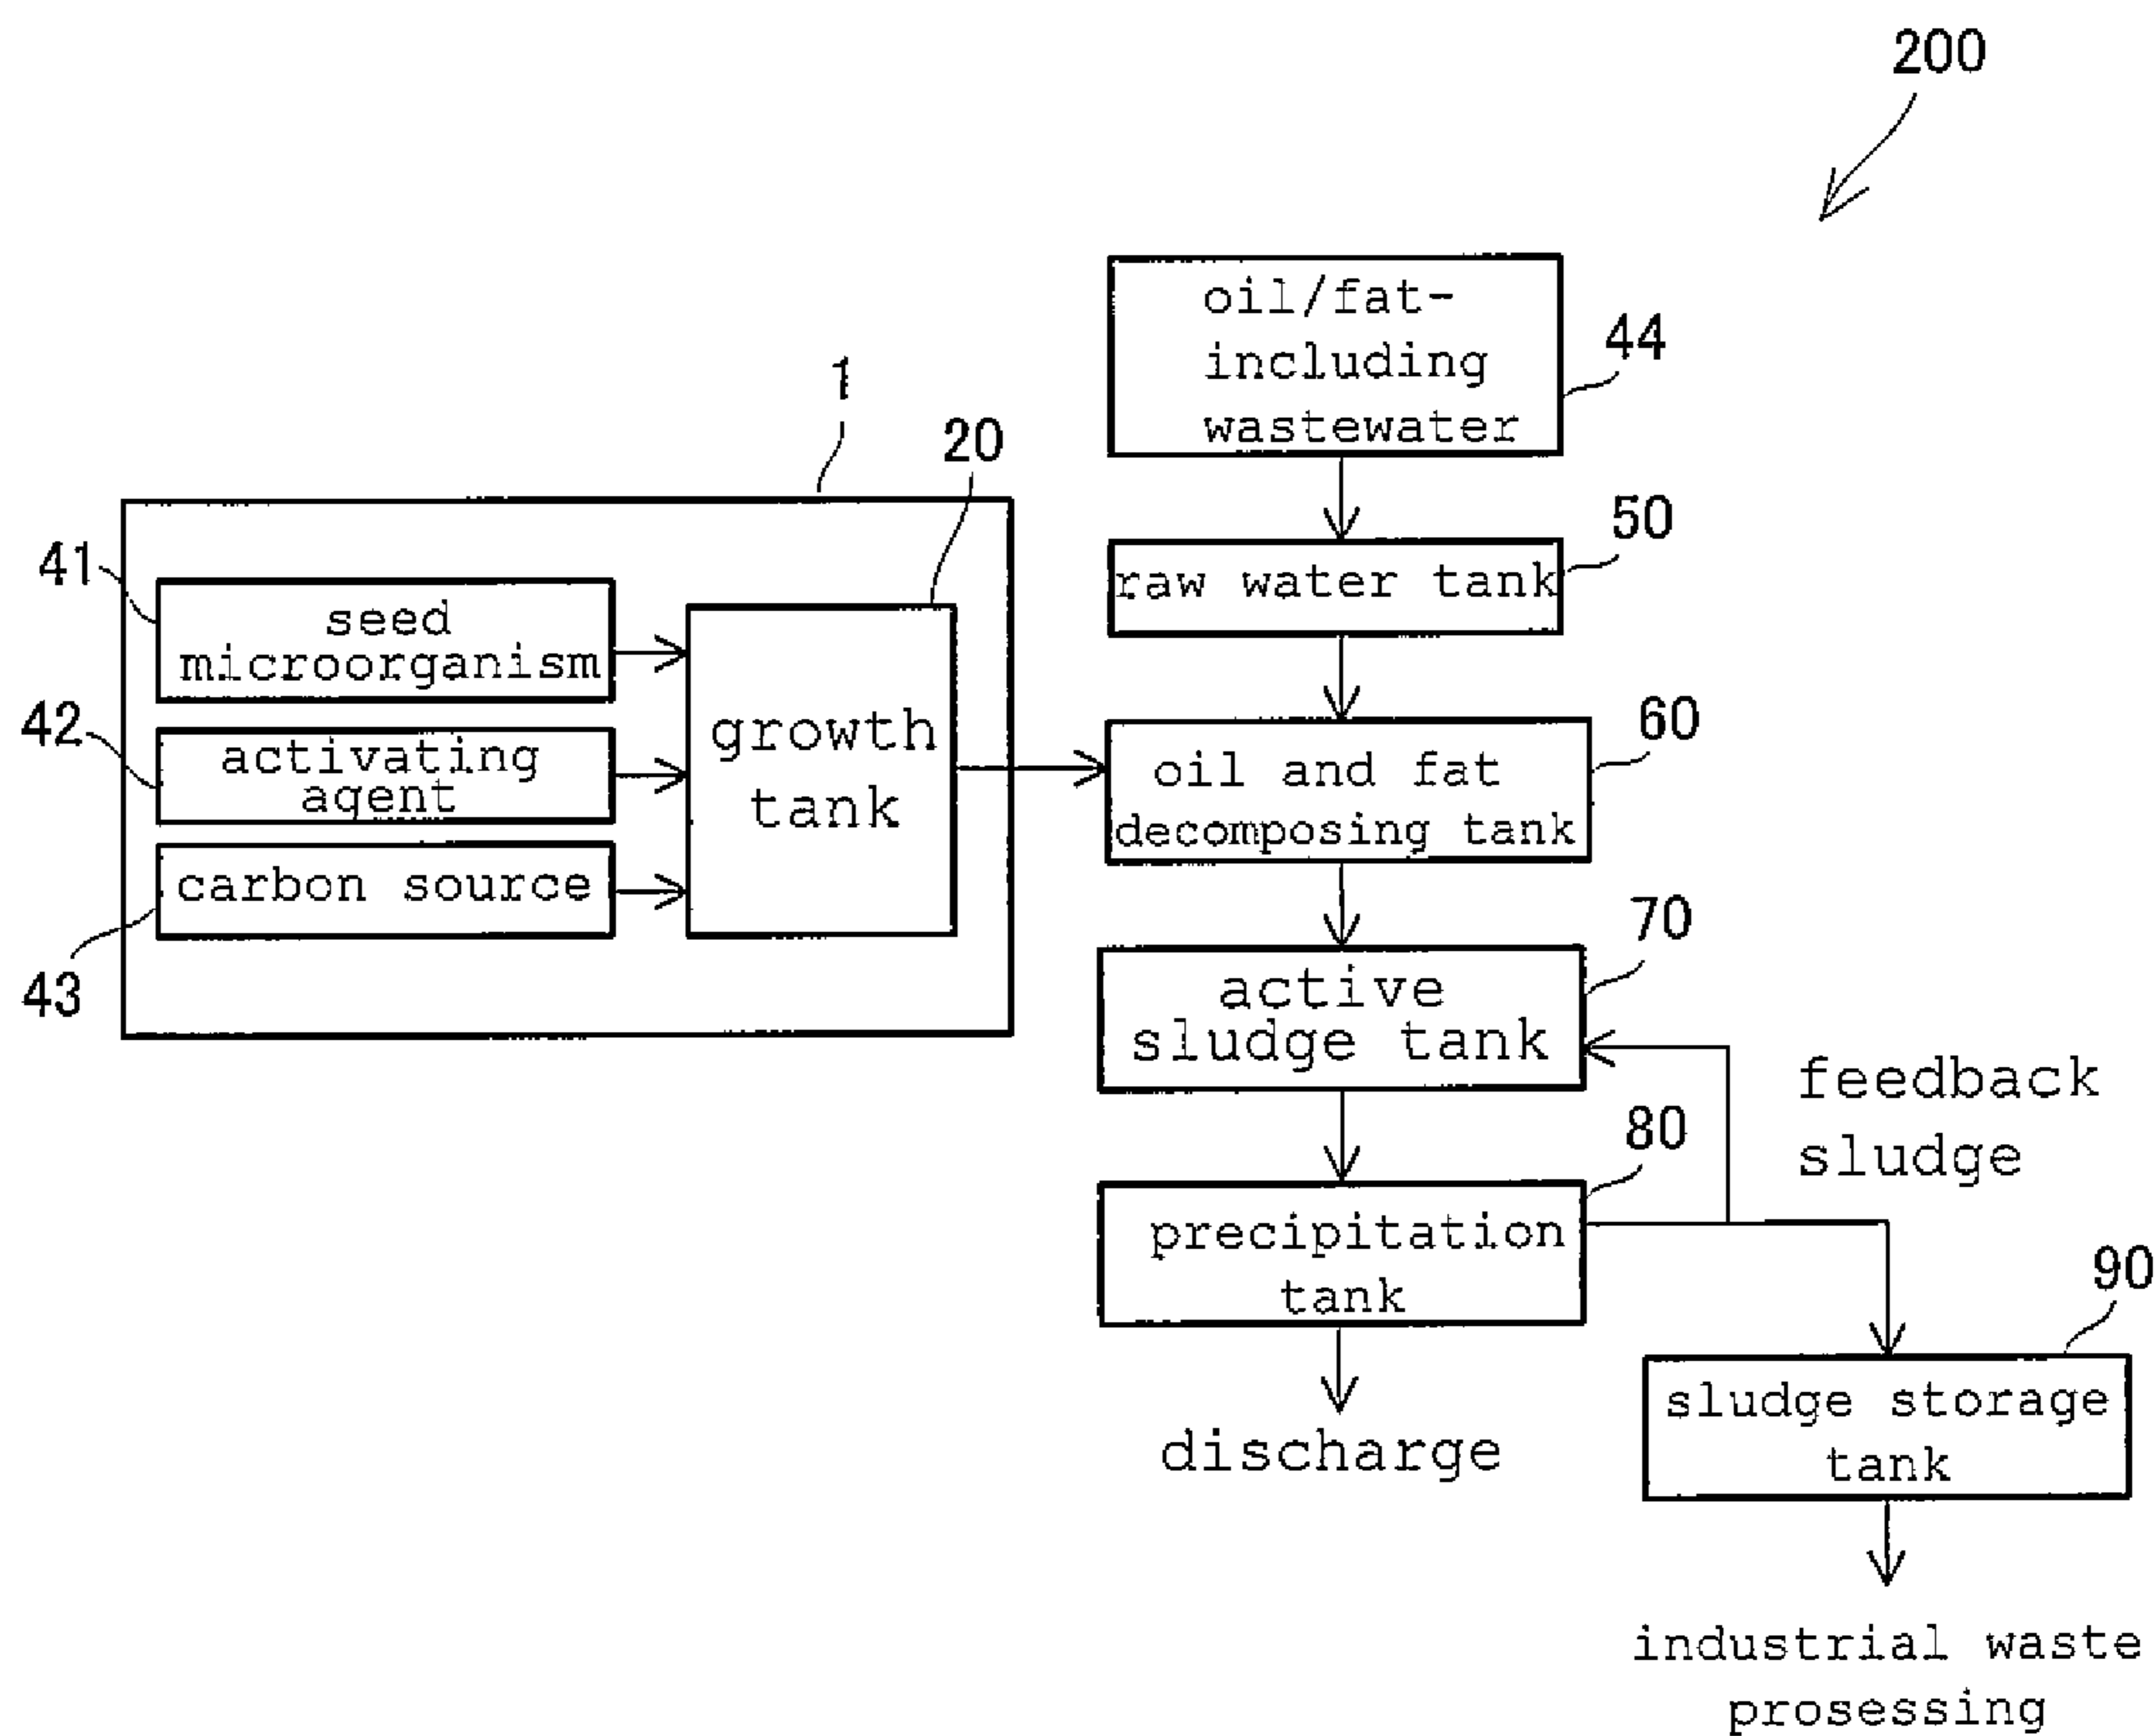 200
oil/fat-
including
wastewater
44
1
20
50
raw water tank
41
seed
microorganism
42
activating
agent
carbon source
43
growth
tank
60
oil and fat
decomposing tank
70
active
sludge tank
feedback
sludge
80
precipitation
tank
90
discharge
sludge storage
tank
industrial waste
prosessing